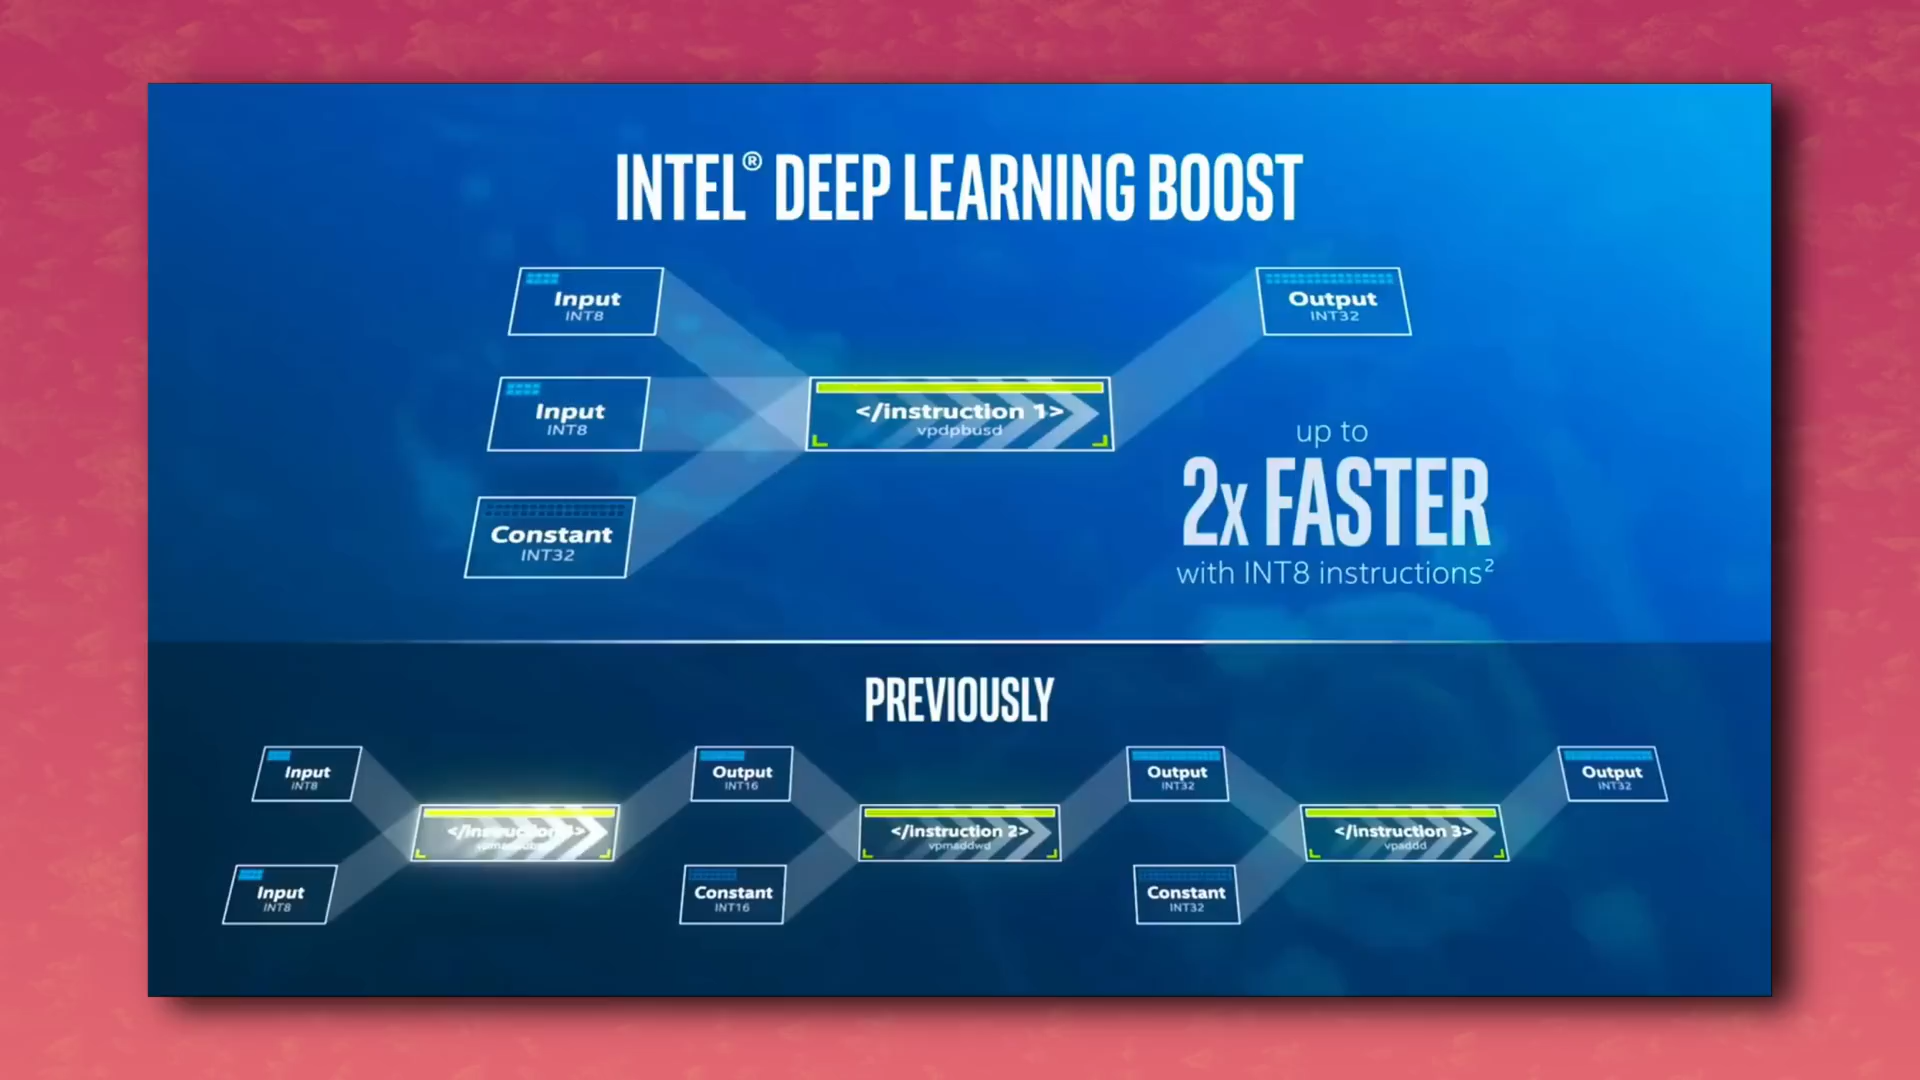 INTEL® DEEP LEARNING BOOST
Input
INT8
Input
INT8
Constant
INT32
</instruction 1>
vpdpbusd
Output
INT32
up to
2x FASTER
with INT8 instructions²
PREVIOUSLY
Input
INT8
Input
INT8
Output
INT16
Constant
INT16
</instruction 2>
vpmaddwd
Output
INT32
Constant
INT32
</instruction 3>
vpaddd
Output
INT32